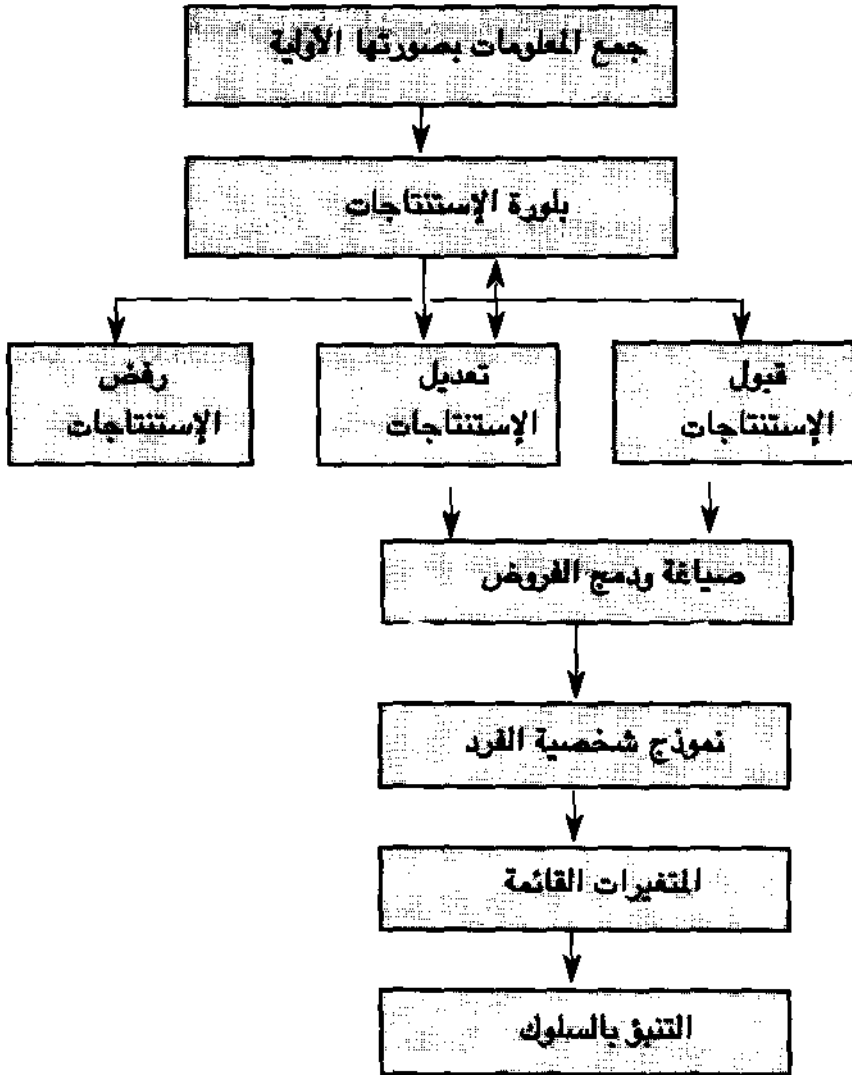 جمع المعلومات بصورتها الأولية
بلورة الإستنتاجات
قبول
الإستنتاجات
تعديل
الإستنتاجات
رفض
الإستنتاجات
صياغة ودمج الفروض
نموذج شخصية الفرد
المتغيرات القائمة
التنبؤ بالسلوك